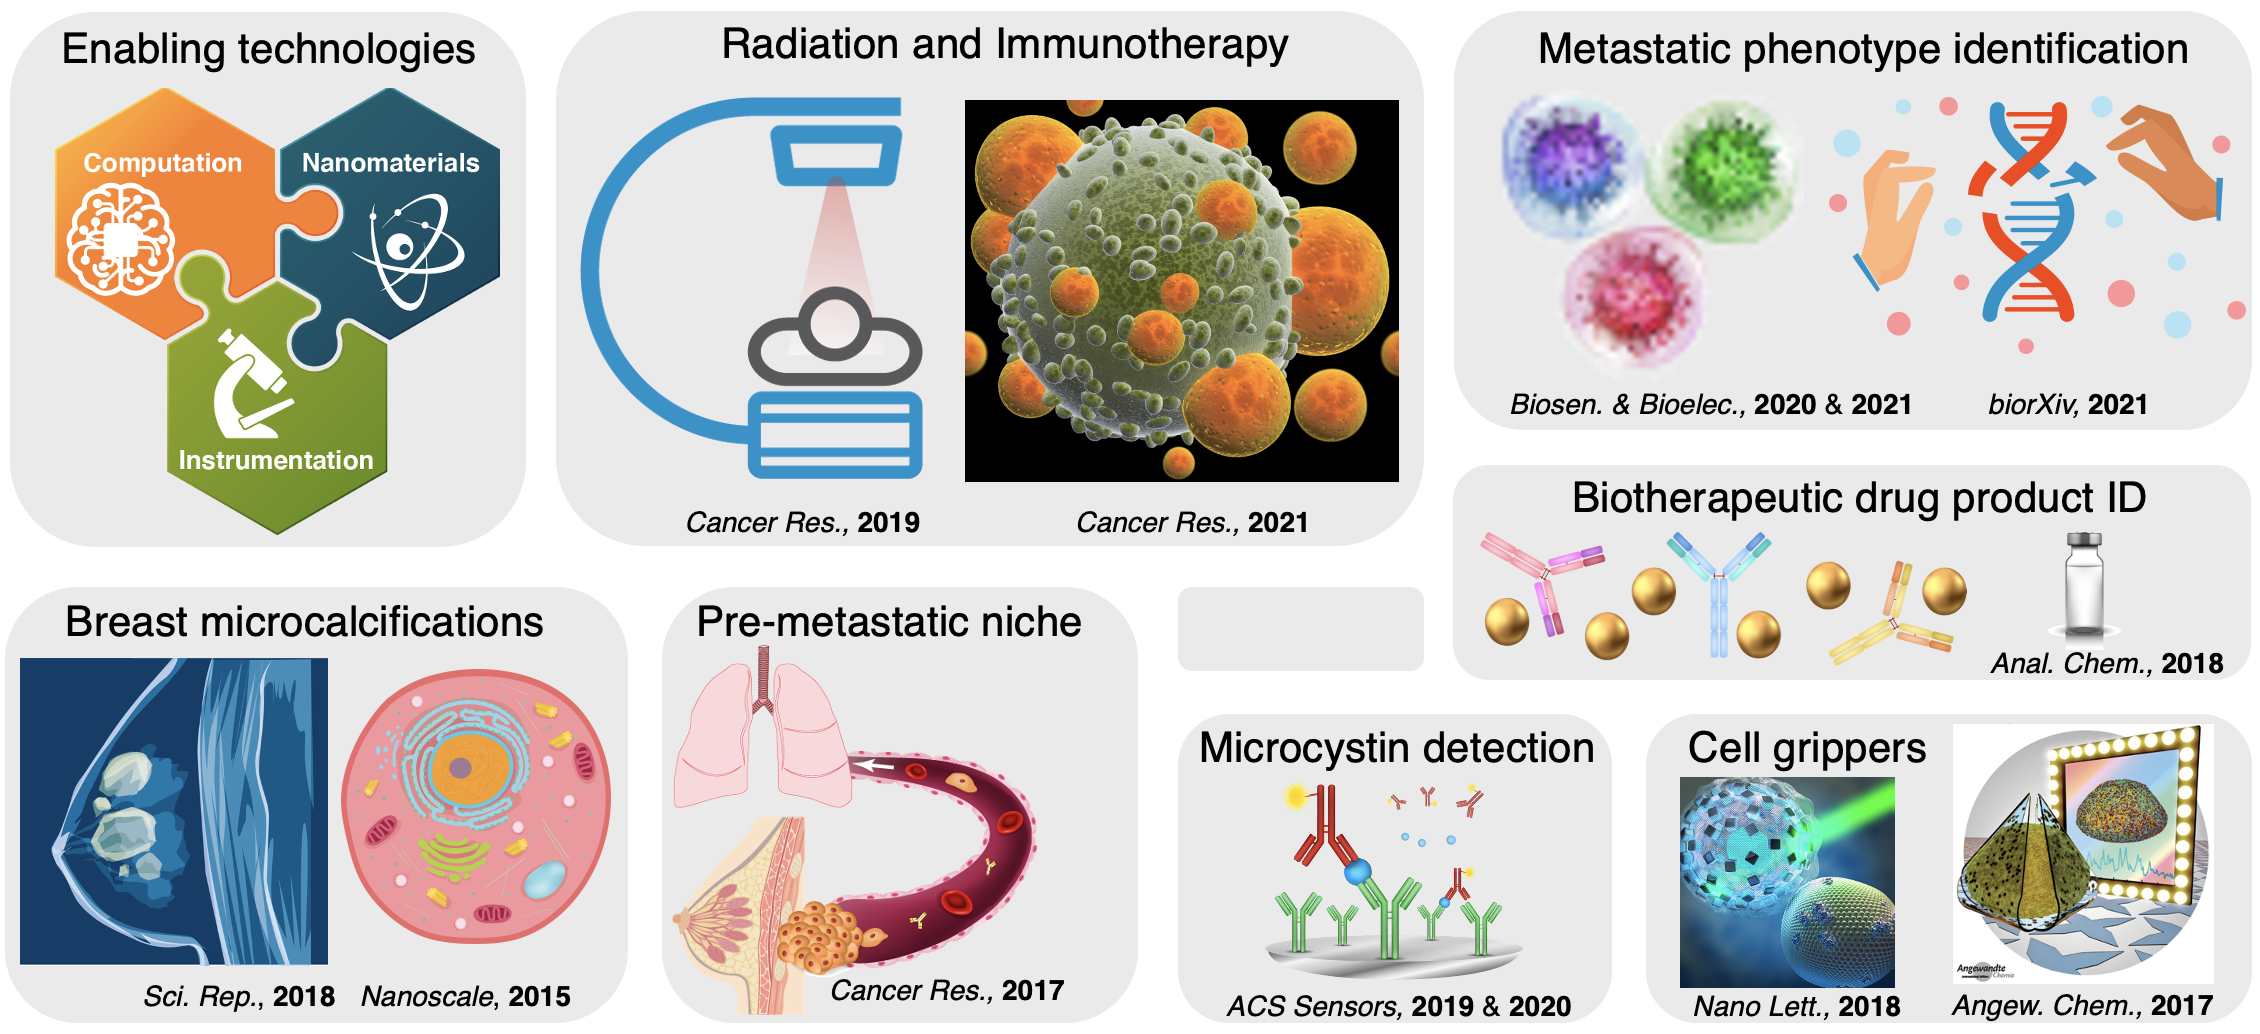 Enabling technologies
Computation
Nanomaterials
Instrumentation
Radiation and Immunotherapy
Cancer Res., 2019
Cancer Res., 2021
Metastatic phenotype identification
Biosen. & Bioelec., 2020 & 2021
biorXiv, 2021
Biotherapeutic drug product ID
Anal. Chem., 2018
Breast microcalcifications
Sci. Rep., 2018
Nanoscale, 2015
Pre-metastatic niche
Cancer Res., 2017
Microcystin detection
ACS Sensors, 2019 & 2020
Cell grippers
Nano Lett., 2018
Angewandte
Chemie
Angew. Chem., 2017